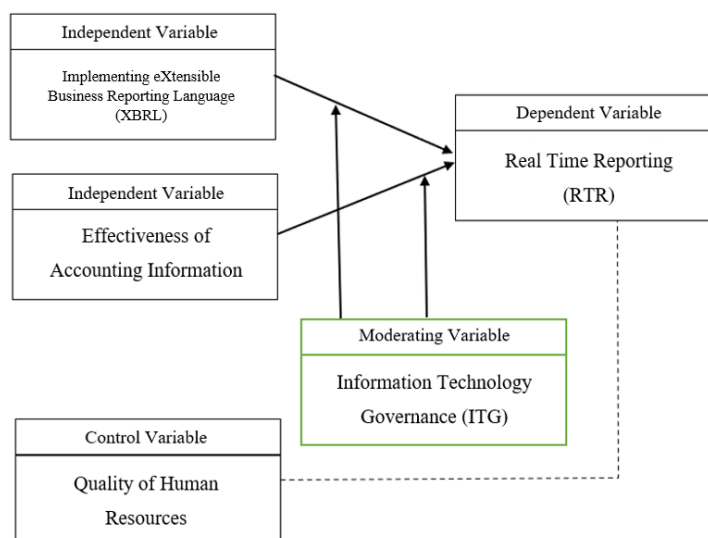 Independent Variable
Implementing eXtensible
Business Reporting Language
(XBRL)
Dependent Variable
Real Time Reporting
(RTR)
Independent Variable
Effectiveness of
Accounting Information
Moderating Variable
Information Technology
Governance (ITG)
Control Variable
Quality of Human
Resources